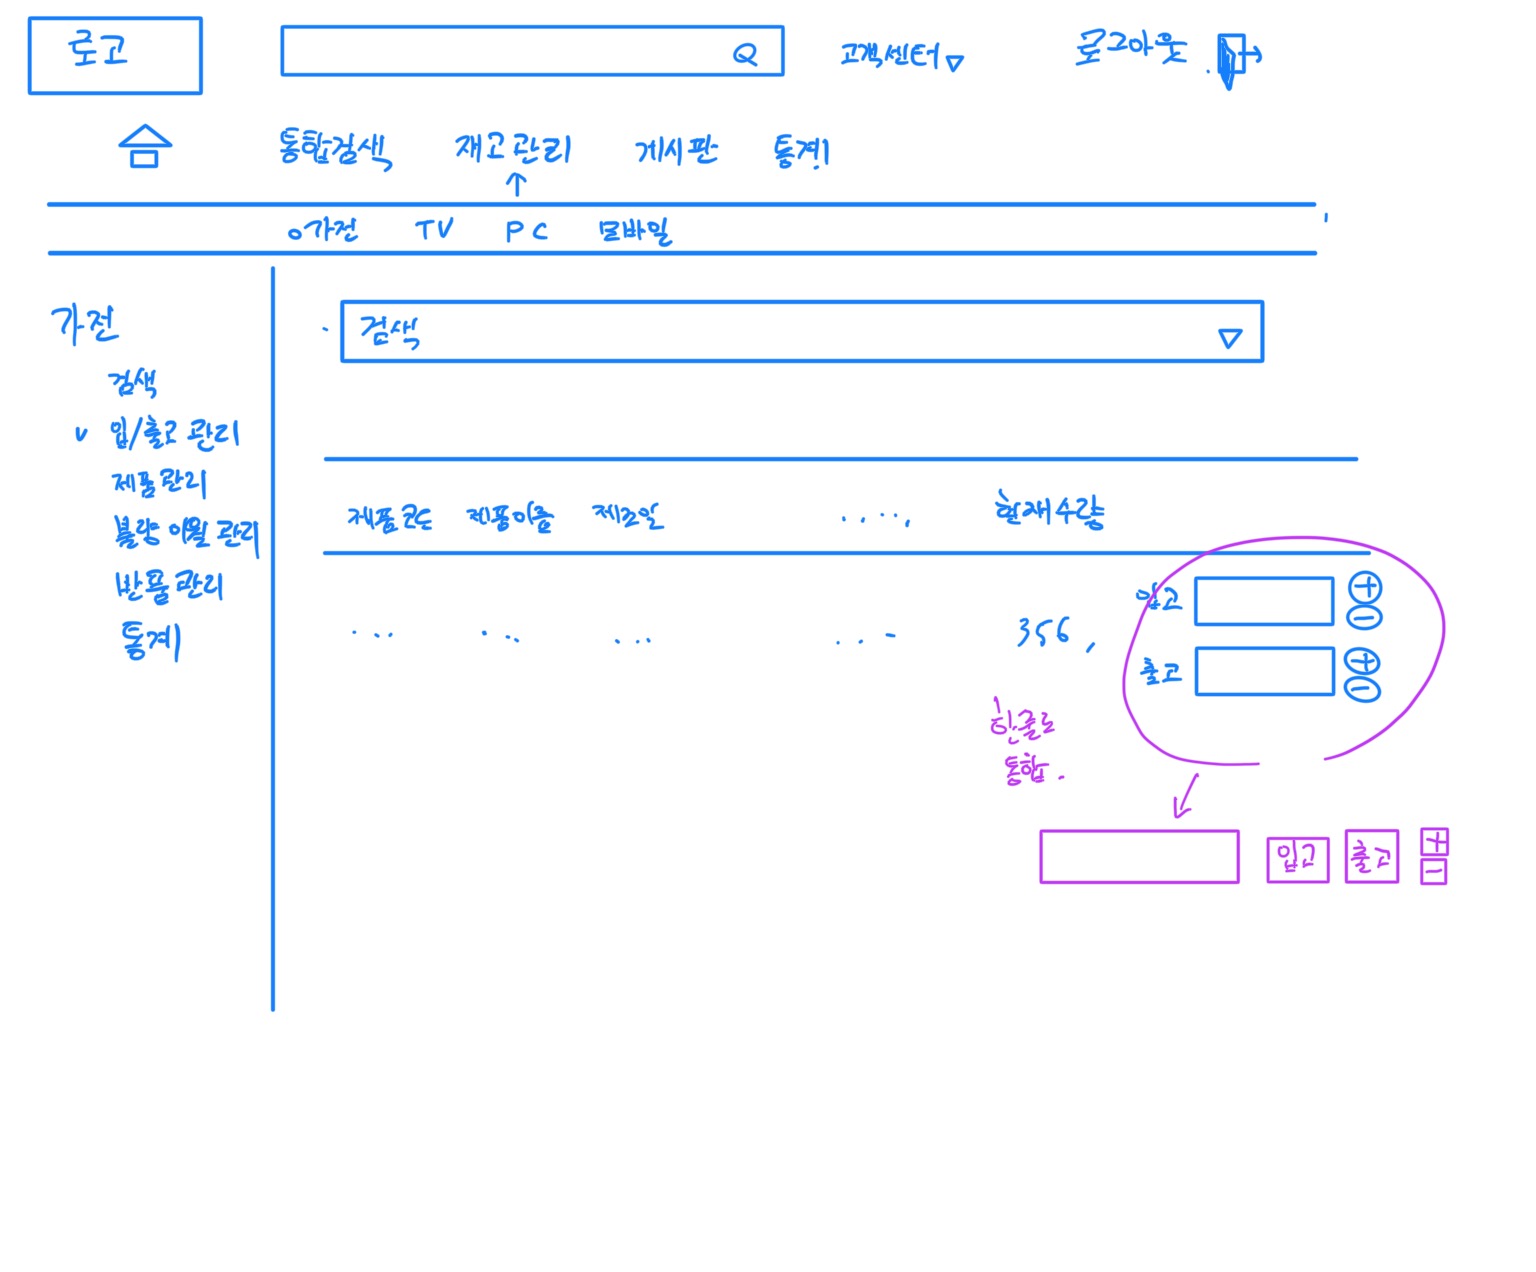 로고
고객센터
로그아웃
통합검색 재고관리 게시판 통계
가전 TV PC 모바일
가전
검색
입/출고 관리
제품관리
불량 이월 관리
반품관리
통계
검색
제품코드 제품이름 제조일 ..... 현재수량
... ... ... ... 356
입고 + -
출고 + -
한줄로
통합.
입고 출고 + -